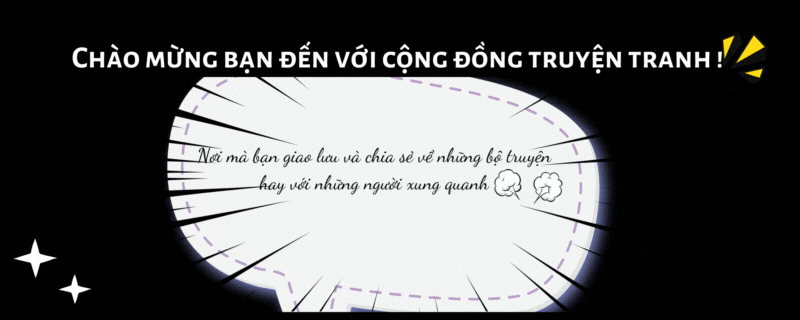 Chào mừng bạn đến với cộng đồng truyện tranh !
Nơi mà bạn giao lưu và chia sẻ về những bộ truyện
hay với những người xung quanh